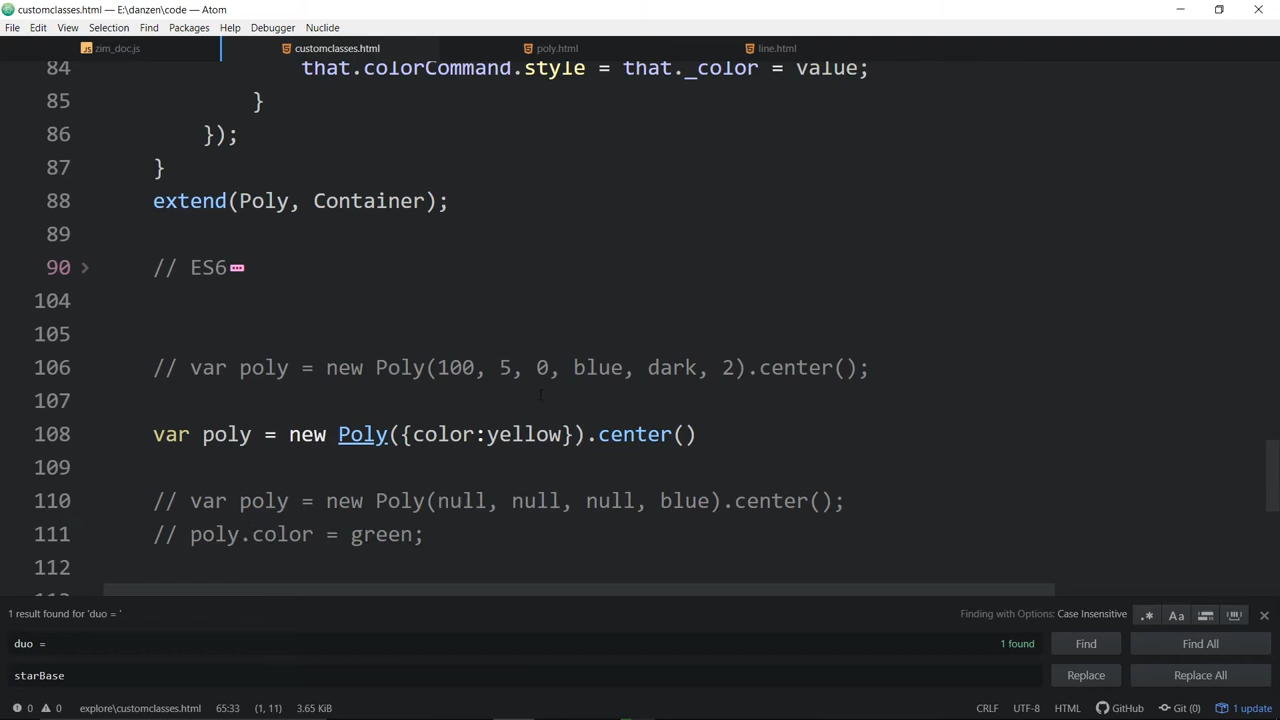 customclasses.html — E:\danzen\code — Atom
File Edit View Selection Find Packages Help Debugger Nuclide
JS zim_doc.js customclasses.html poly.html line.html
84 that.colorCommand.style = that._color = value;
85 }
86 });
87 }
88 extend(Poly, Container);
89
90 // ES6
104
105
106 // var poly = new Poly(100, 5, 0, blue, dark, 2).center();
107
108 var poly = new Poly({color:yellow}).center()
109
110 // var poly = new Poly(null, null, null, blue).center();
111 // poly.color = green;
112
1 result found for 'duo = ' Finding with Options: Case Insensitive .* Aa
duo = 1 found Find Find All
starBase Replace Replace All
0 0 explore\customclasses.html 65:33 (1, 11) 3.65 KiB CRLF UTF-8 HTML GitHub Git (0) 1 update